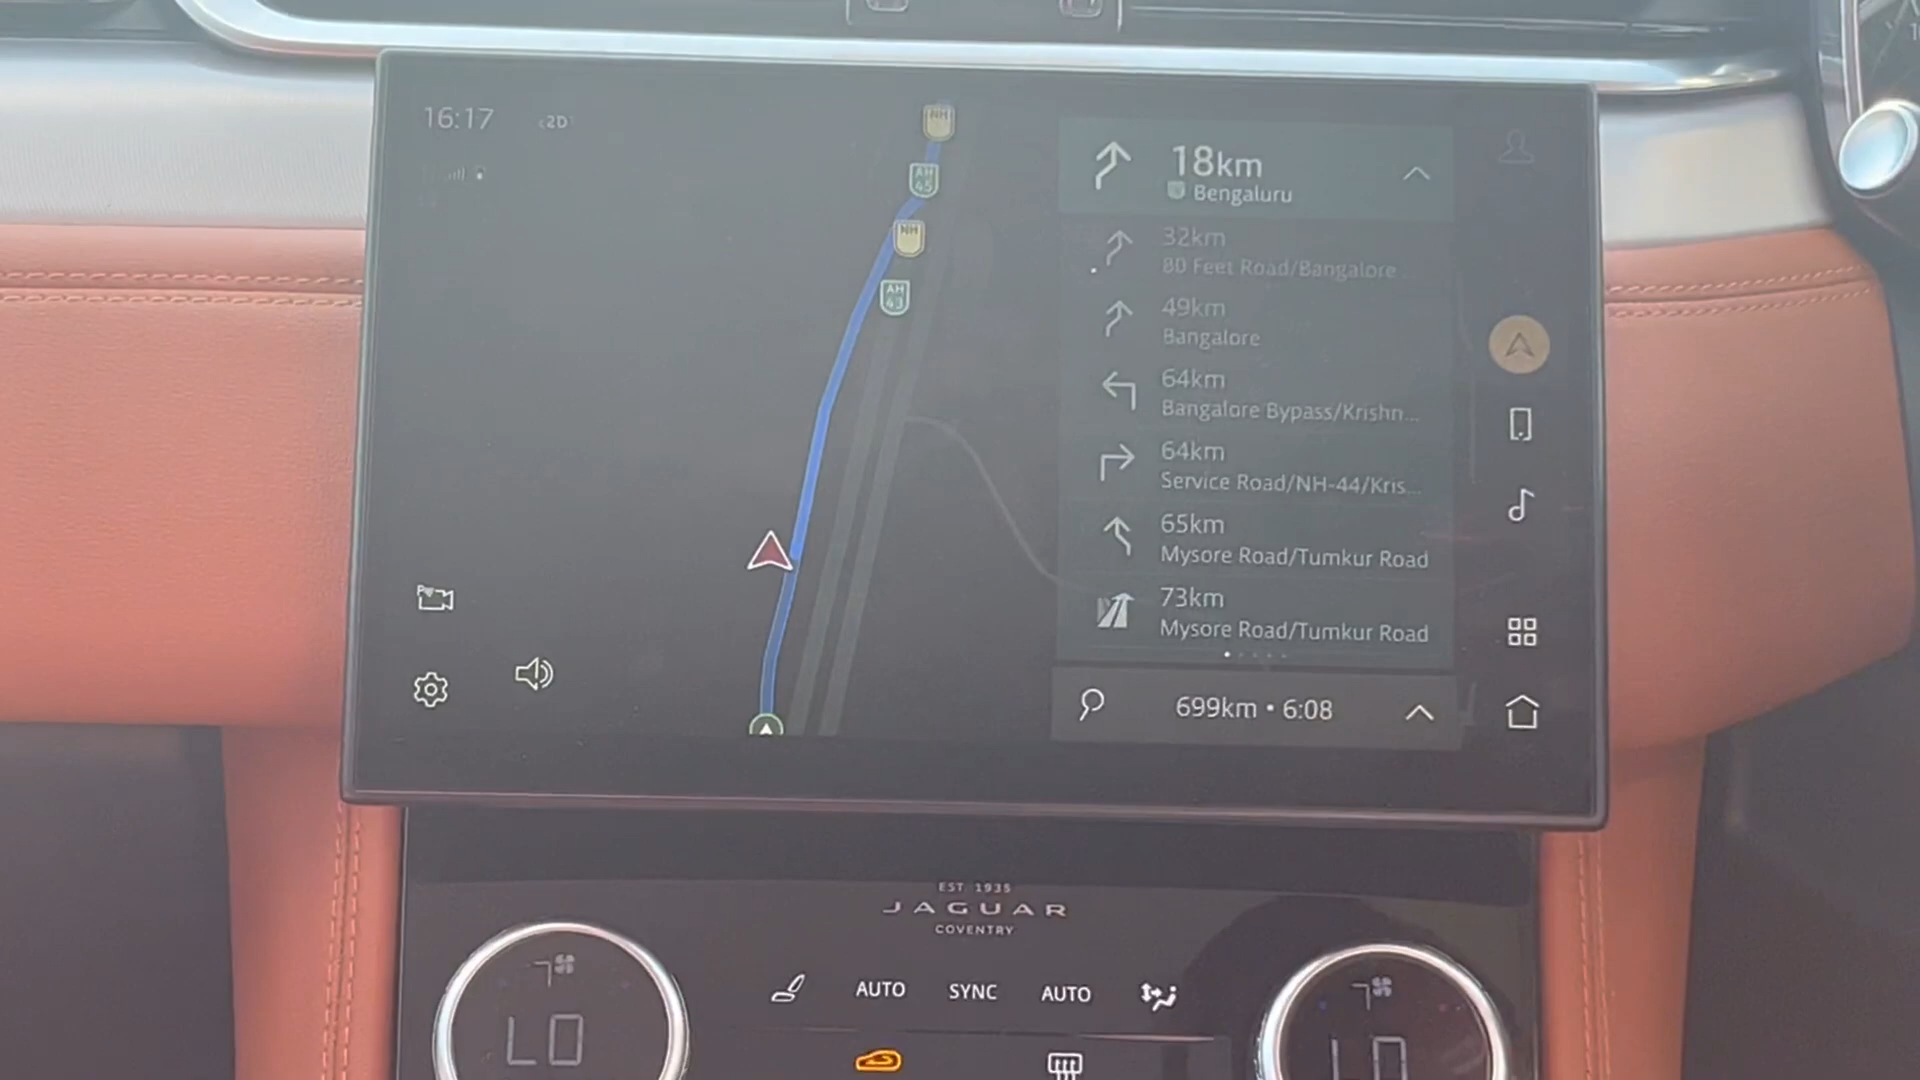 16:17
2D
NH
AH
45
NH
AH
43
18km
Bengaluru
32km
80 Feet Road/Bangalore
49km
Bangalore
64km
Bangalore Bypass/Krishn...
64km
Service Road/NH-44/Kris...
65km
Mysore Road/Tumkur Road
73km
Mysore Road/Tumkur Road
699km • 6:08
EST 1935
JAGUAR
COVENTRY
AUTO
SYNC
AUTO
LO
LO